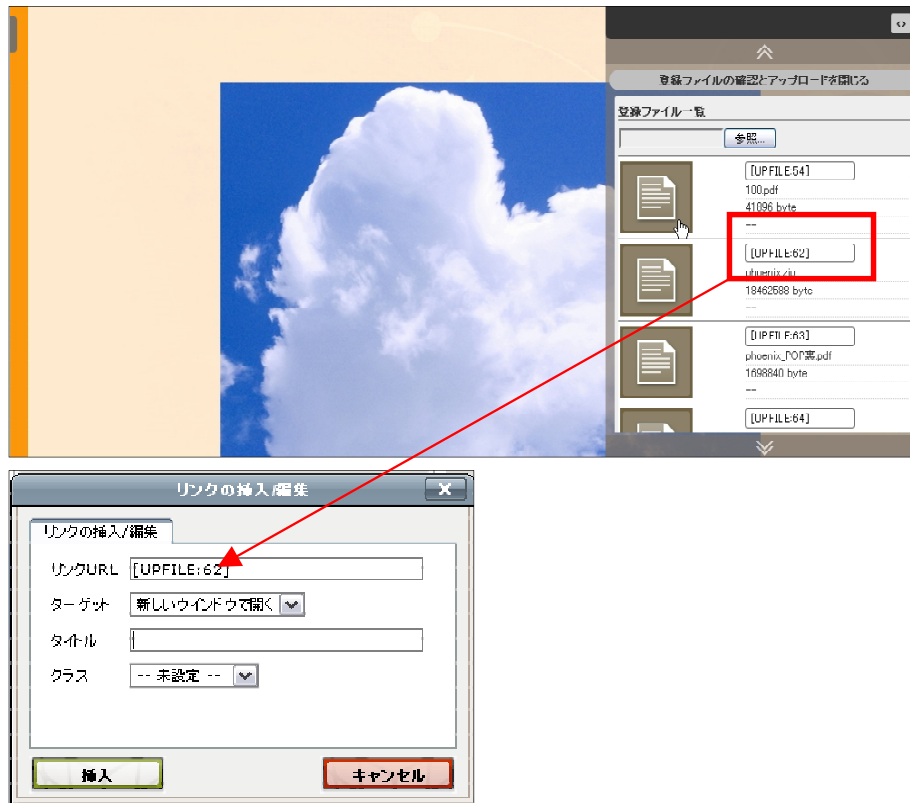 登録ファイルの確認とアップロードを閉じる
登録ファイル一覧
参照...
[UPFILE:54]
100.pdf
41096 byte
--
[UPFILE:62]
phoenix.zip
18462588 byte
--
[UPFILE:63]
phoenix_POP裏.pdf
1698840 byte
--
[UPFILE:64]
リンクの挿入/編集
リンクの挿入/編集
リンクURL [UPFILE:62]
ターゲット 新しいウインドウで開く
タイトル
クラス -- 未設定 --
挿入 キャンセル